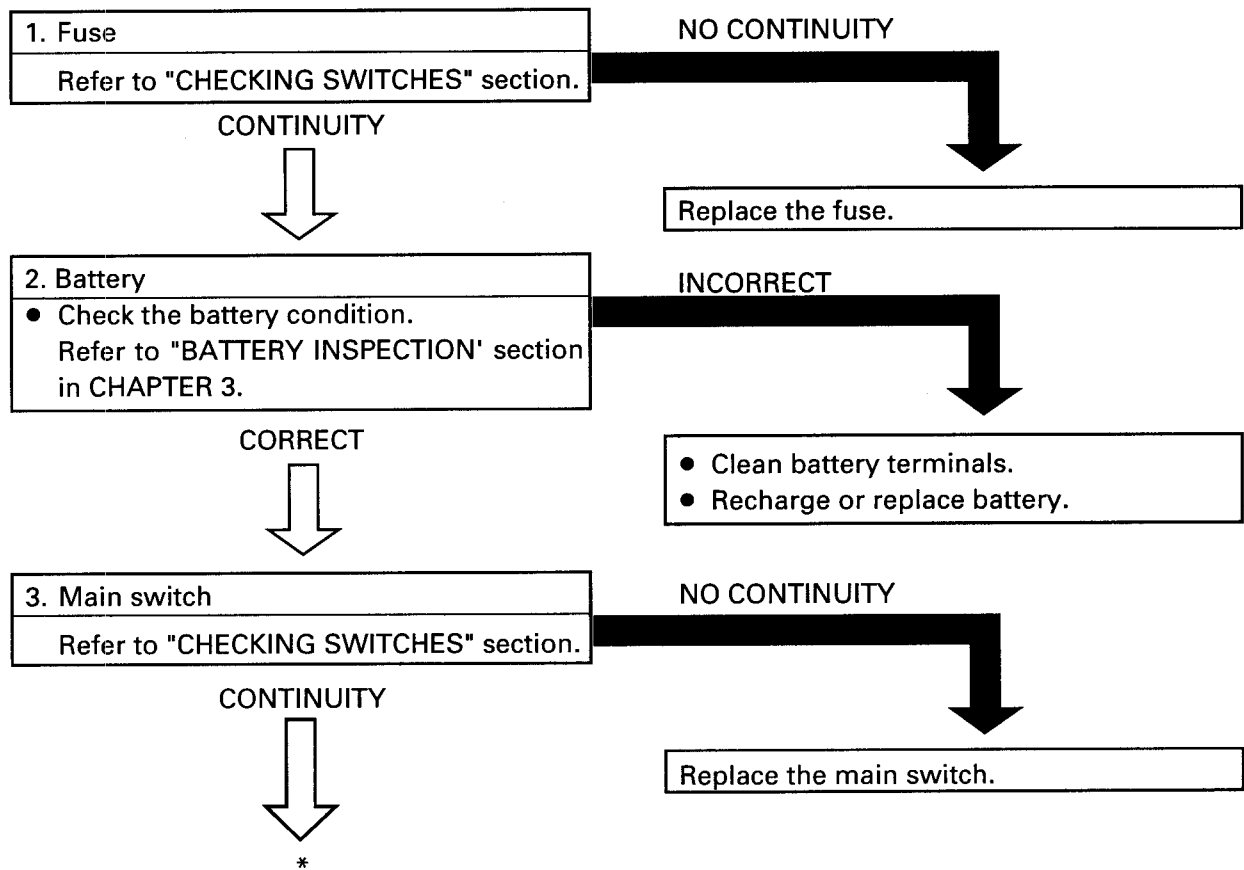 1. Fuse
Refer to "CHECKING SWITCHES" section.
NO CONTINUITY
CONTINUITY
Replace the fuse.
2. Battery
● Check the battery condition.
Refer to "BATTERY INSPECTION' section
in CHAPTER 3.
INCORRECT
CORRECT
● Clean battery terminals.
● Recharge or replace battery.
3. Main switch
Refer to "CHECKING SWITCHES" section.
NO CONTINUITY
CONTINUITY
Replace the main switch.
*